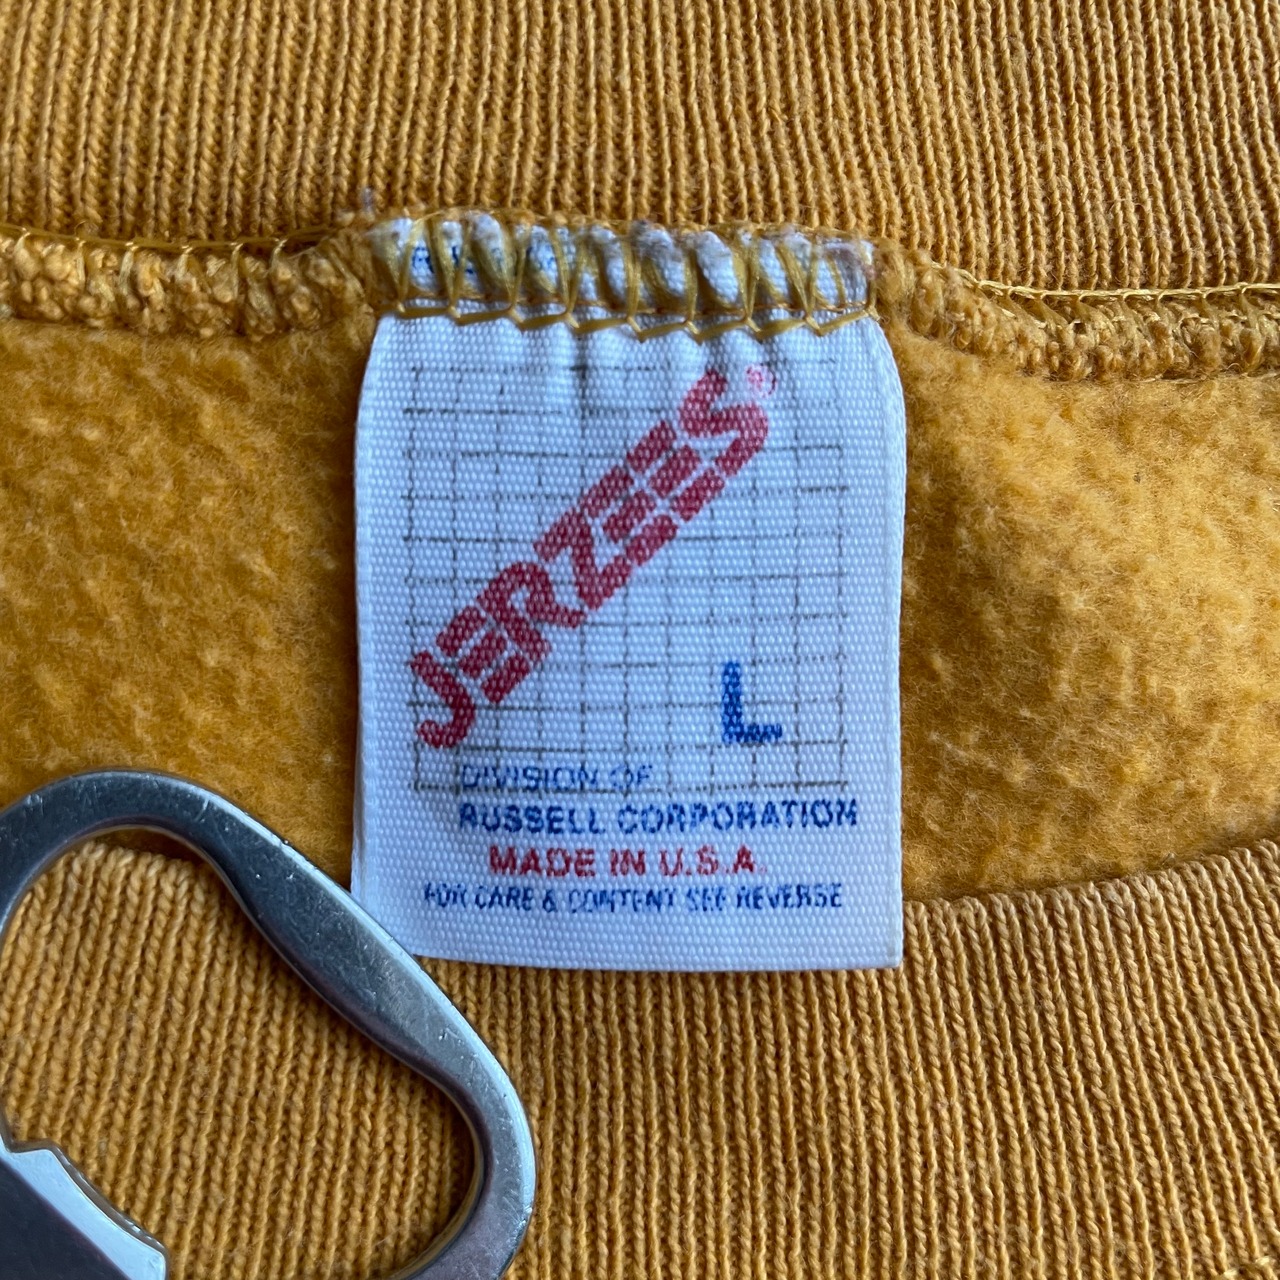 JERZEES®
L
DIVISION OF
RUSSELL CORPORATION
MADE IN U.S.A.
FOR CARE & CONTENT SEE REVERSE